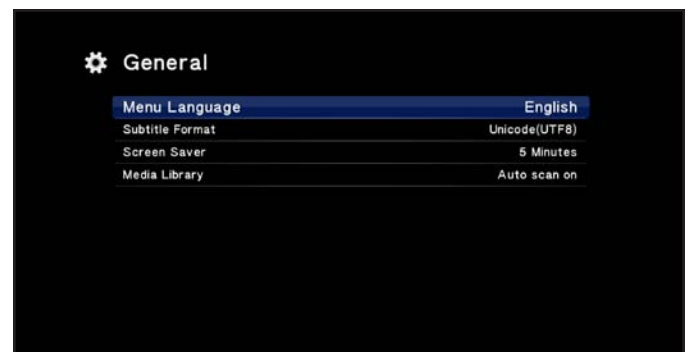 General
Menu Language English
Subtitle Format Unicode(UTF8)
Screen Saver 5 Minutes
Media Library Auto scan on